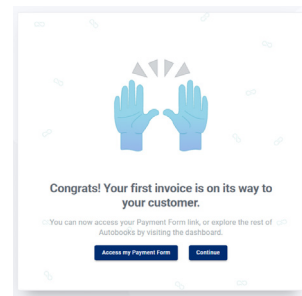 Congrats! Your first invoice is on its way to
your customer.
You can now access your Payment Form link, or explore the rest of
Autobooks by visiting the dashboard.
Access my Payment Form Continue